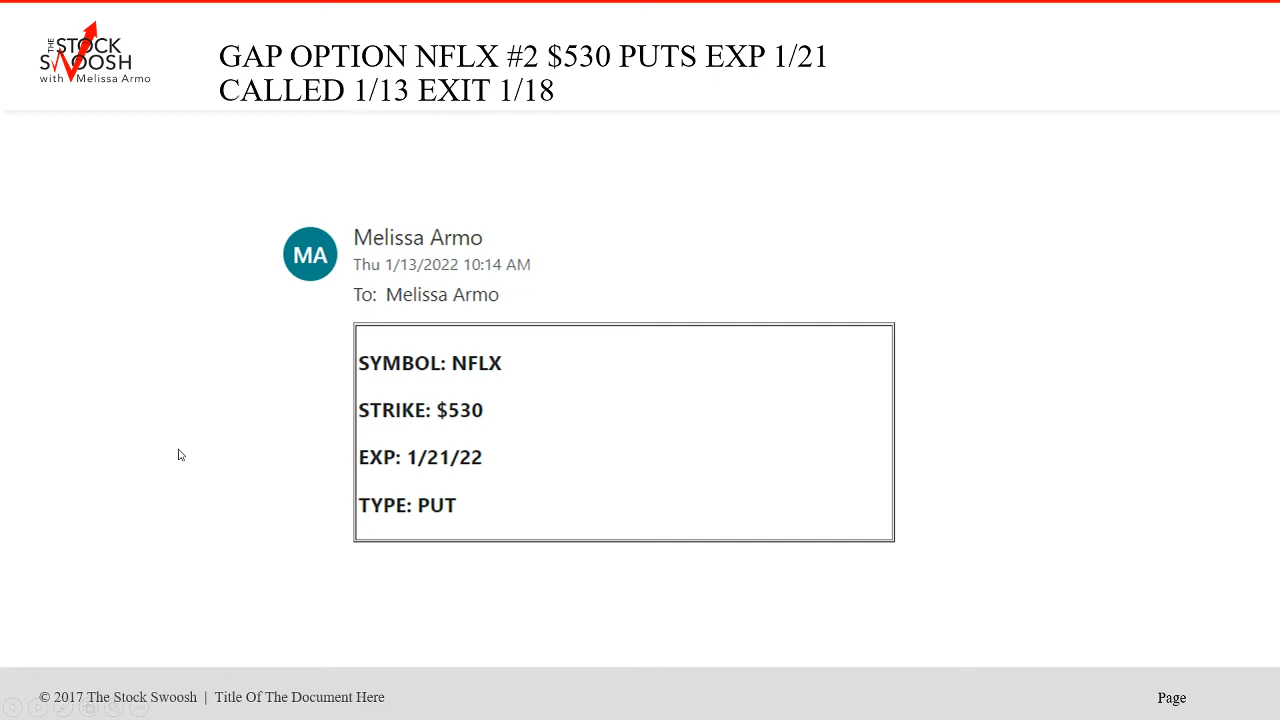 THE
STOCK
SWOOSH
with Melissa Armo
GAP OPTION NFLX #2 $530 PUTS EXP 1/21
CALLED 1/13 EXIT 1/18
MA
Melissa Armo
Thu 1/13/2022 10:14 AM
To: Melissa Armo
SYMBOL: NFLX
STRIKE: $530
EXP: 1/21/22
TYPE: PUT
© 2017 The Stock Swoosh | Title Of The Document Here
Page